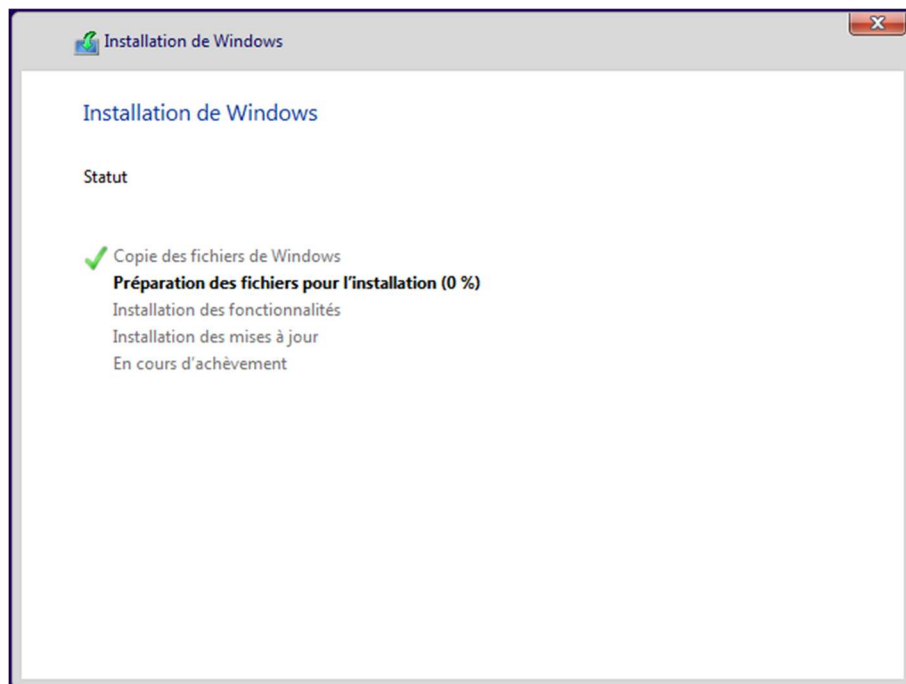 Installation de Windows
Installation de Windows
Statut
Copie des fichiers de Windows
Préparation des fichiers pour l'installation (0 %)
Installation des fonctionnalités
Installation des mises à jour
En cours d'achèvement